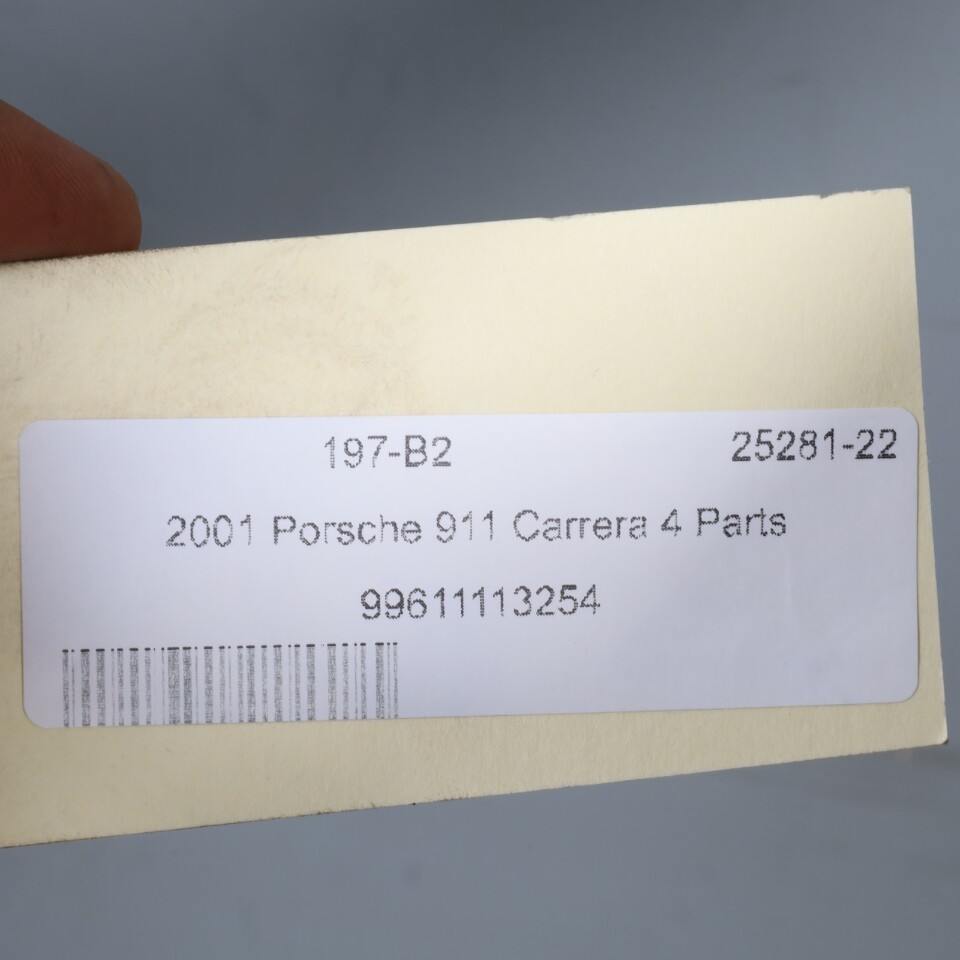 197-B2 25281-22
2001 Porsche 911 Carrera 4 Parts
99611113254